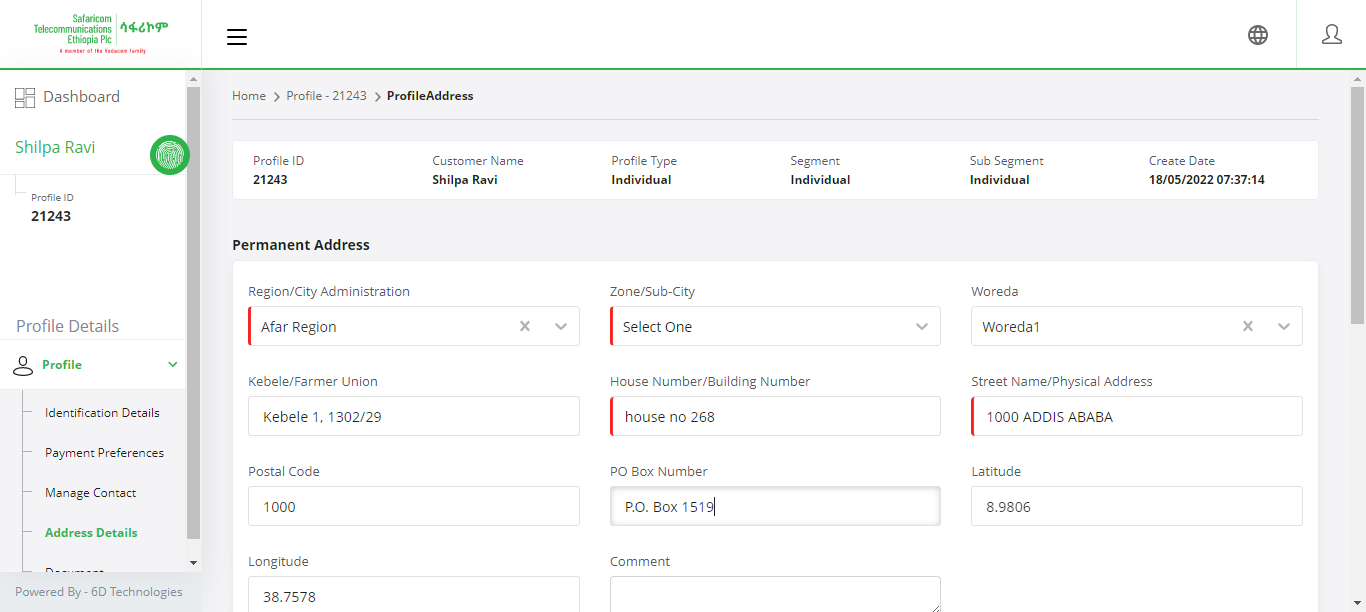 Safaricom
Telecommunications
Ethiopia Plc
ሳፋሪኮም
A member of the Vodacom family
Dashboard
Shilpa Ravi
Profile ID
21243
Profile Details
Profile
Identification Details
Payment Preferences
Manage Contact
Address Details
Document
Powered By - 6D Technologies
Home > Profile - 21243 > ProfileAddress
Profile ID Customer Name Profile Type Segment Sub Segment Create Date
21243 Shilpa Ravi Individual Individual Individual 18/05/2022 07:37:14
Permanent Address
Region/City Administration Zone/Sub-City Woreda
Afar Region Select One Woreda1
Kebele/Farmer Union House Number/Building Number Street Name/Physical Address
Kebele 1, 1302/29 house no 268 1000 ADDIS ABABA
Postal Code PO Box Number Latitude
1000 P.O. Box 1519 8.9806
Longitude Comment
38.7578